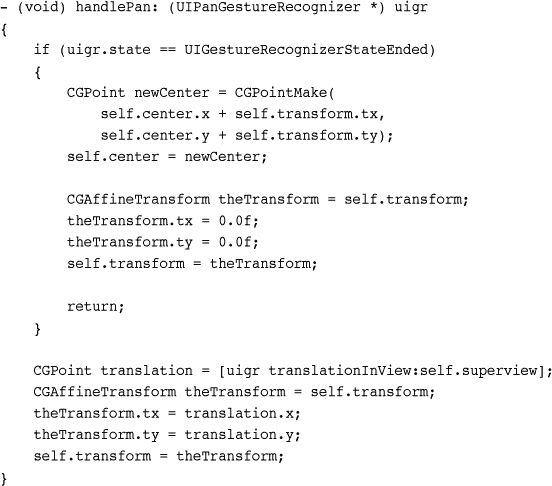 - (void) handlePan: (UIPanGestureRecognizer *) uigr
{
    if (uigr.state == UIGestureRecognizerStateEnded)
    {
        CGPoint newCenter = CGPointMake(
            self.center.x + self.transform.tx,
            self.center.y + self.transform.ty);
        self.center = newCenter;

        CGAffineTransform theTransform = self.transform;
        theTransform.tx = 0.0f;
        theTransform.ty = 0.0f;
        self.transform = theTransform;

        return;
    }

    CGPoint translation = [uigr translationInView:self.superview];
    CGAffineTransform theTransform = self.transform;
    theTransform.tx = translation.x;
    theTransform.ty = translation.y;
    self.transform = theTransform;
}